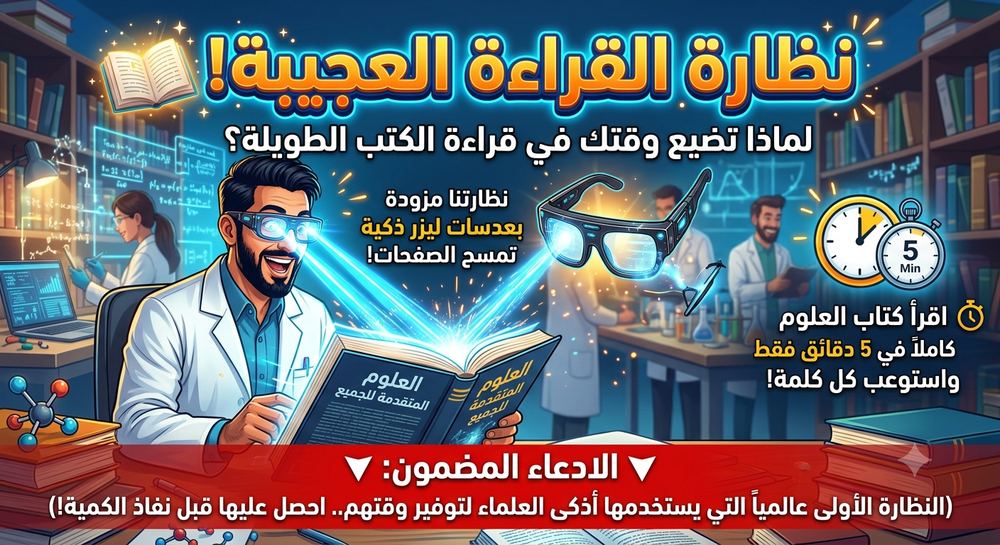 نظارة القراءة العجيبة!
لماذا تضيع وقتك في قراءة الكتب الطويلة؟
نظارتنا مزودة
بعدسات ليزر ذكية
تمسح الصفحات!
5
Min
اقرأ كتاب العلوم
كاملاً في 5 دقائق فقط
واستوعب كل كلمة!
العلوم
المتقدمة للجميع
العلوم
المتقدمة
للجميع
الادعاء المضمون:
(النظارة الأولى عالمياً التي يستخدمها أذكى العلماء لتوفير وقتهم.. احصل عليها قبل نفاذ الكمية!)